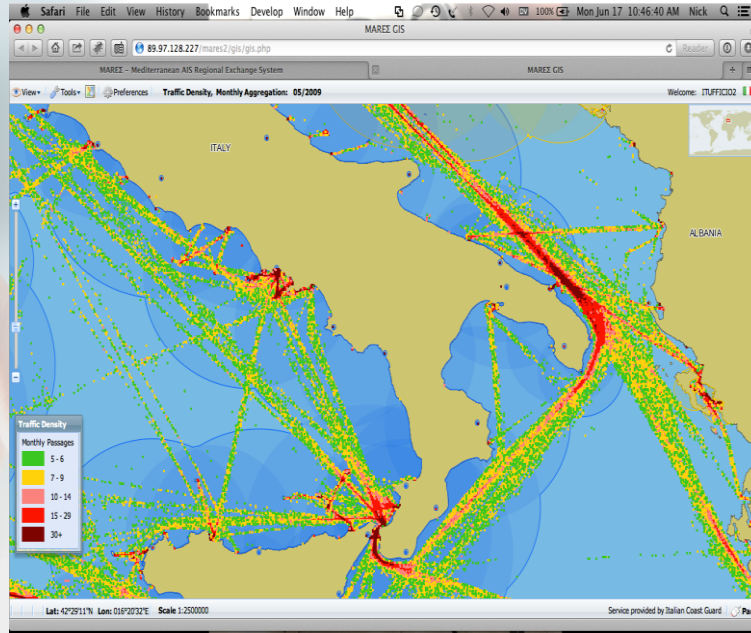 Safari File Edit View History Bookmarks Develop Window Help 100% Mon Jun 17 10:46:40 AM Nick
MAREΣ GIS
89.97.128.227/mares2/gis/gis.php Reader
MAREΣ – Mediterranean AIS Regional Exchange System MAREΣ GIS
View Tools Preferences Traffic Density, Monthly Aggregation: 05/2009 Welcome: ITUFFICIO2
ITALY
ALBANIA
Traffic Density
Monthly Passages
5 - 6
7 - 9
10 - 14
15 - 29
30+
Lat: 42°29'11"N Lon: 016°20'32"E Scale 1:2500000 Service provided by Italian Coast Guard